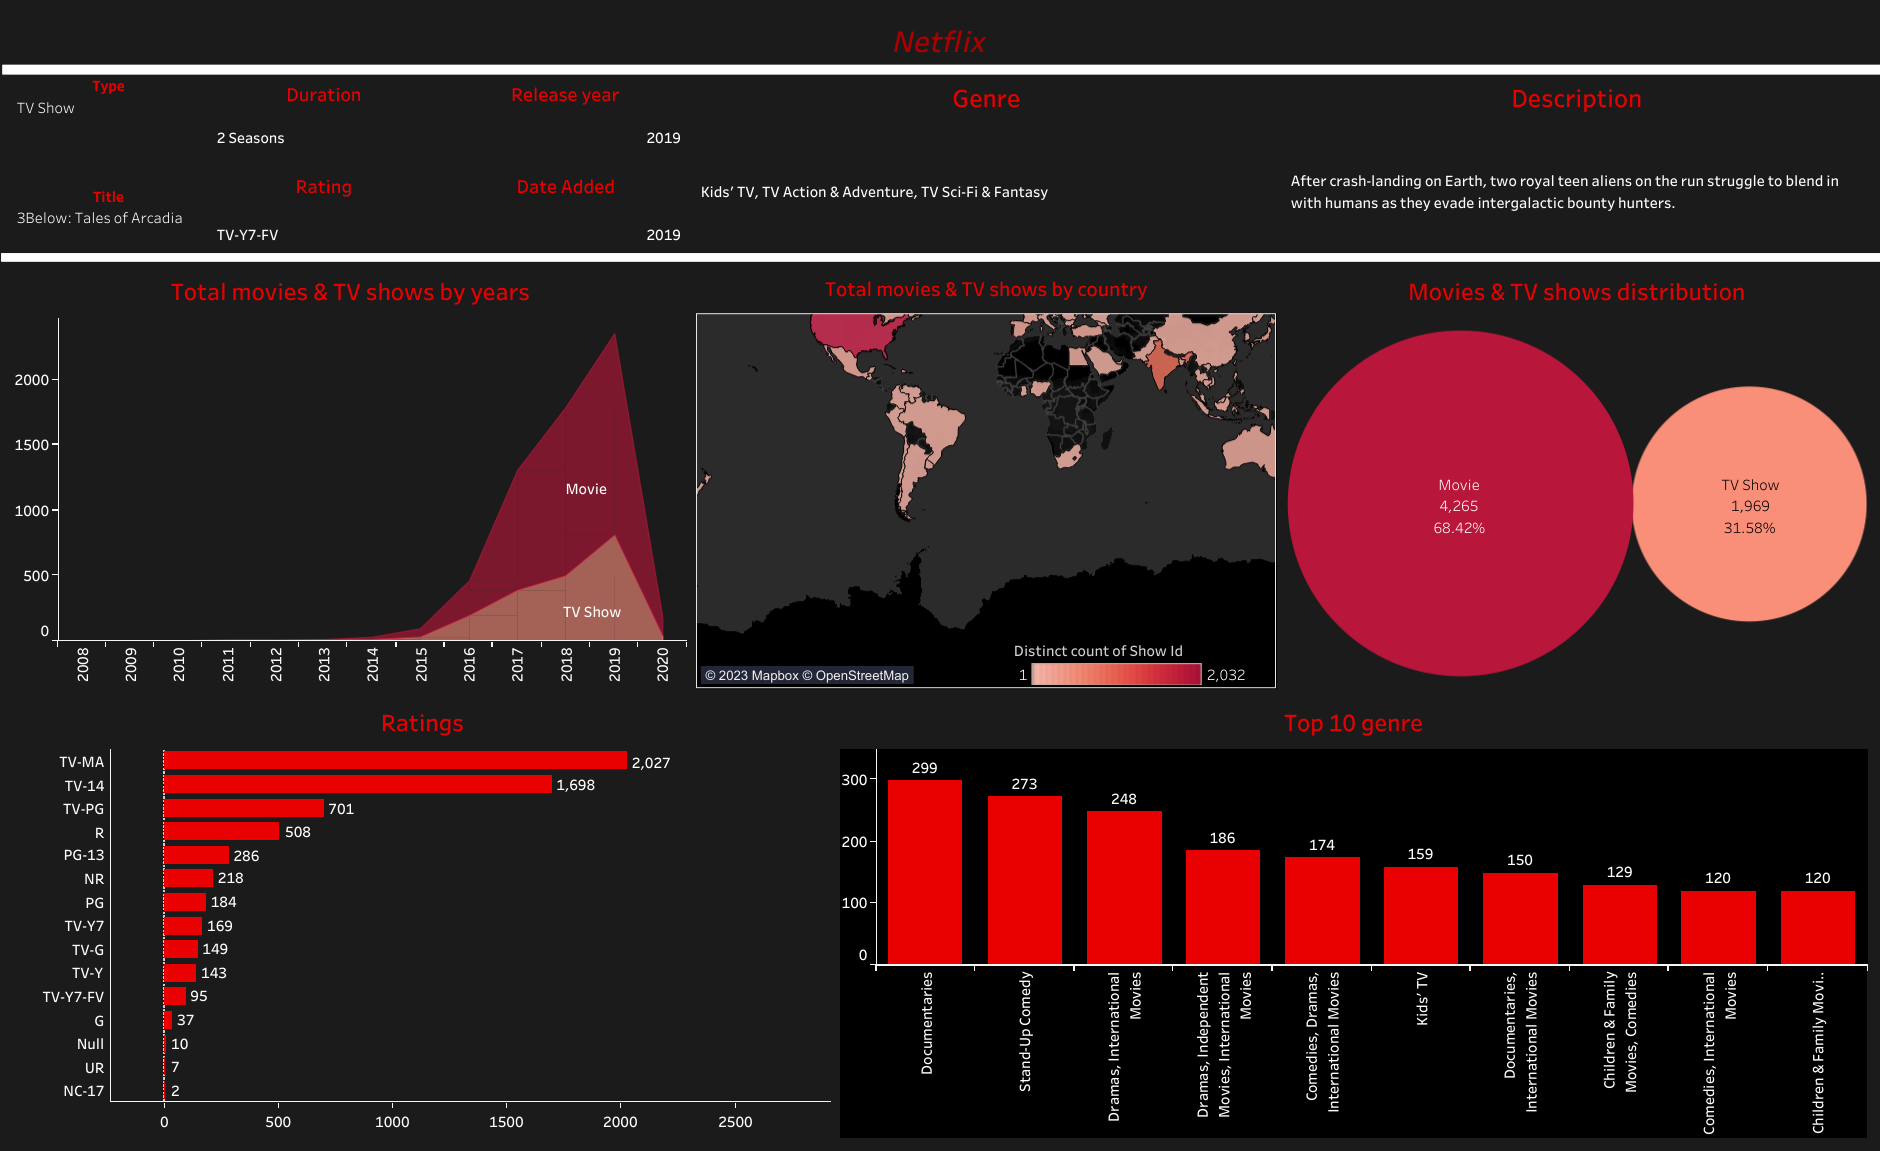 Netflix
Type
TV Show
Duration
2 Seasons
Release year
2019
Genre
Kids’ TV, TV Action & Adventure, TV Sci-Fi & Fantasy
Description
After crash-landing on Earth, two royal teen aliens on the run struggle to blend in
with humans as they evade intergalactic bounty hunters.
Title
3Below: Tales of Arcadia
Rating
TV-Y7-FV
Date Added
2019
Total movies & TV shows by years
2000
1500
1000
500
0
Movie
TV Show
2008
2009
2010
2011
2012
2013
2014
2015
2016
2017
2018
2019
2020
Total movies & TV shows by country
Distinct count of Show Id
1
2,032
© 2023 Mapbox © OpenStreetMap
Movies & TV shows distribution
Movie
4,265
68.42%
TV Show
1,969
31.58%
Ratings
TV-MA 2,027
TV-14 1,698
TV-PG 701
R 508
PG-13 286
NR 218
PG 184
TV-Y7 169
TV-G 149
TV-Y 143
TV-Y7-FV 95
G 37
Null 10
UR 7
NC-17 2
0 500 1000 1500 2000 2500
Top 10 genre
300
200
100
0
299
273
248
186
174
159
150
129
120
120
Documentaries
Stand-Up Comedy
Dramas, International
Movies
Dramas, Independent
Movies, International
Movies
Comedies, Dramas,
International Movies
Kids’ TV
Documentaries,
International Movies
Children & Family
Movies, Comedies
Comedies, International
Movies
Children & Family Movi..